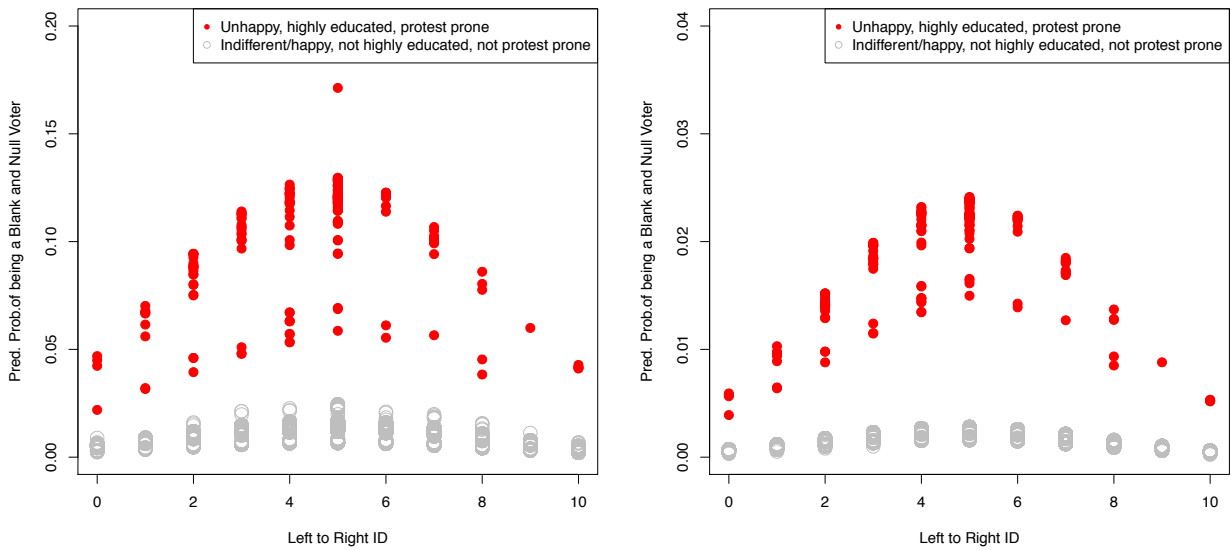 Unhappy, highly educated, protest prone
Indifferent/happy, not highly educated, not protest prone
0.20
0.15
0.10
0.05
0.00
Pred. Prob.of being a Blank and Null Voter
0 2 4 6 8 10
Left to Right ID
Unhappy, highly educated, protest prone
Indifferent/happy, not highly educated, not protest prone
0.04
0.03
0.02
0.01
0.00
Pred. Prob.of being a Blank and Null Voter
0 2 4 6 8 10
Left to Right ID